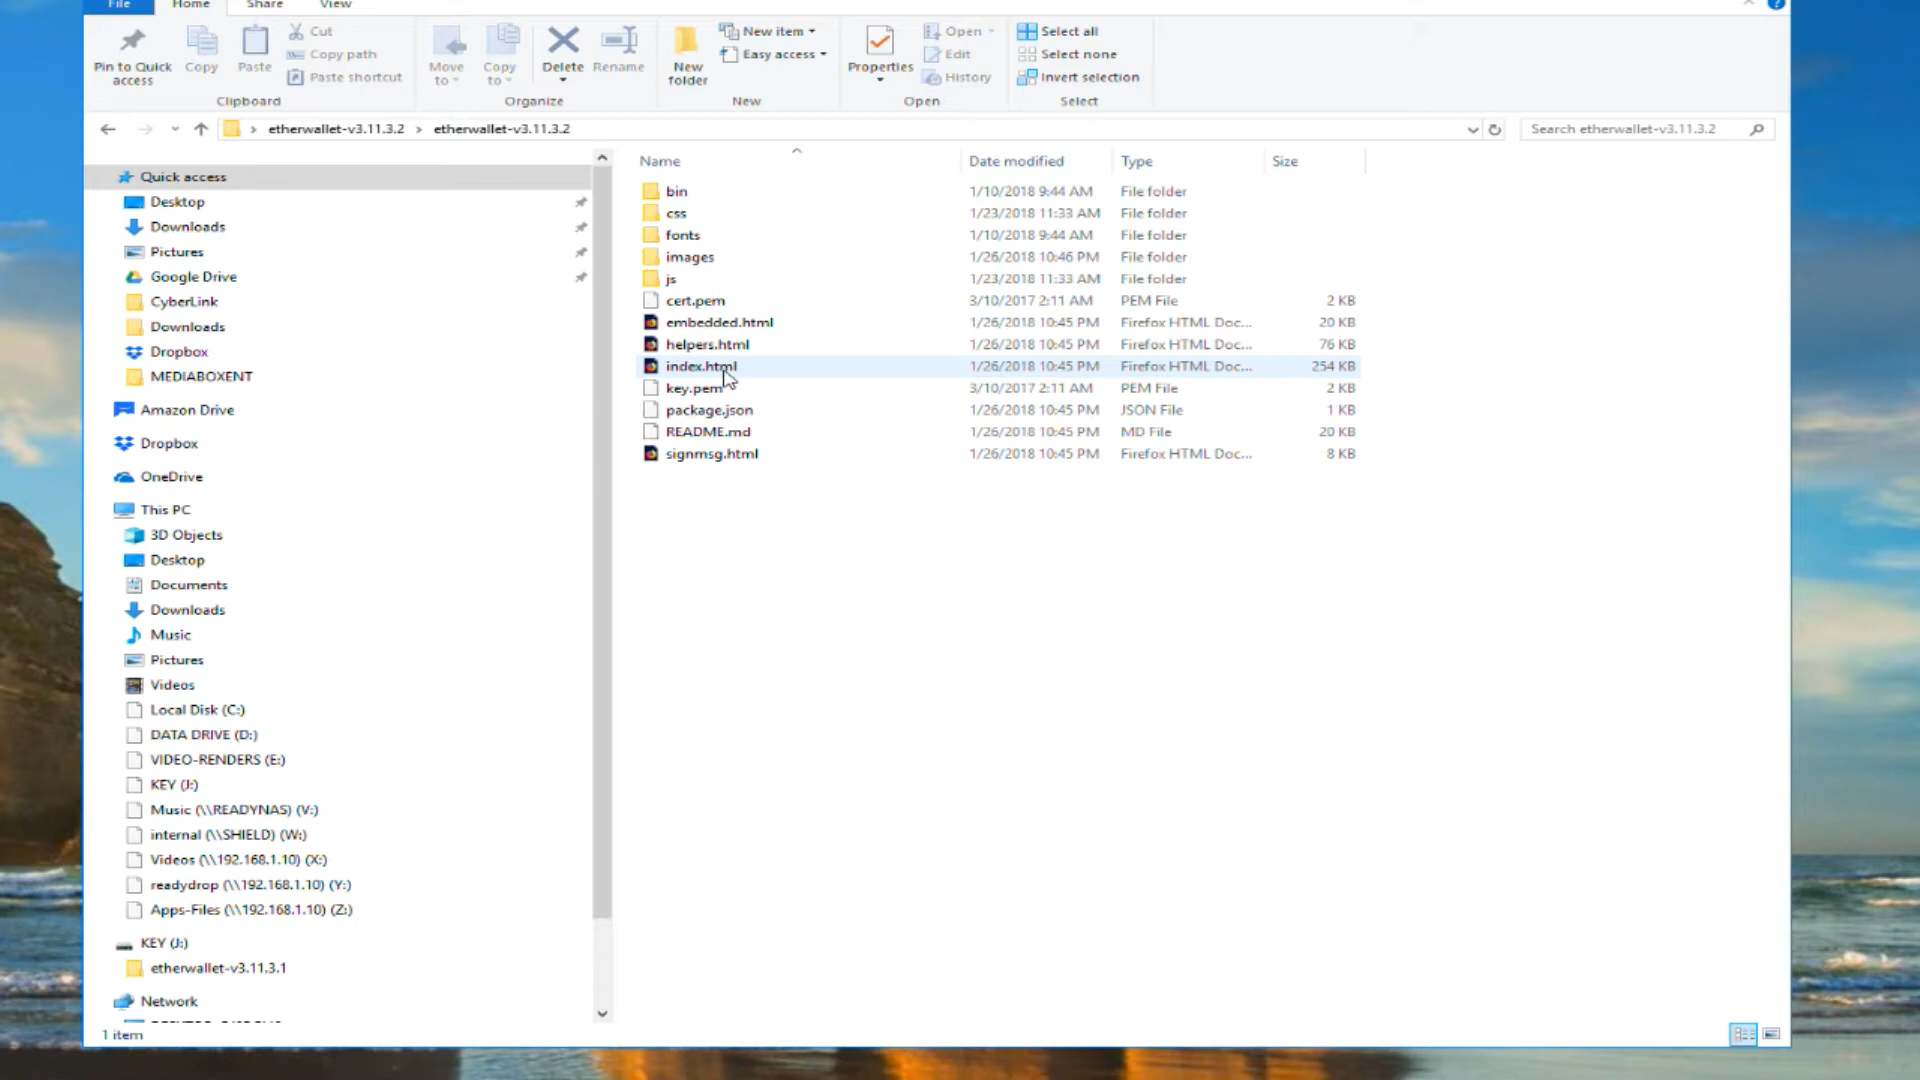 File Home Share View
Pin to Quick access
Copy
Paste
Cut
Copy path
Paste shortcut
Clipboard
Move to
Copy to
Delete
Rename
Organize
New folder
New item
Easy access
New
Properties
Open
Edit
History
Open
Select all
Select none
Invert selection
Select
etherwallet-v3.11.3.2 > etherwallet-v3.11.3.2
Search etherwallet-v3.11.3.2
Quick access
Desktop
Downloads
Pictures
Google Drive
CyberLink
Downloads
Dropbox
MEDIABOXENT
Amazon Drive
Dropbox
OneDrive
This PC
3D Objects
Desktop
Documents
Downloads
Music
Pictures
Videos
Local Disk (C:)
DATA DRIVE (D:)
VIDEO-RENDERS (E:)
KEY (J:)
Music (\\READYNAS) (V:)
internal (\\SHIELD) (W:)
Videos (\\192.168.1.10) (X:)
readydrop (\\192.168.1.10) (Y:)
Apps-Files (\\192.168.1.10) (Z:)
KEY (J:)
etherwallet-v3.11.3.1
Network
Name Date modified Type Size
bin 1/10/2018 9:44 AM File folder
css 1/23/2018 11:33 AM File folder
fonts 1/10/2018 9:44 AM File folder
images 1/26/2018 10:46 PM File folder
js 1/23/2018 11:33 AM File folder
cert.pem 3/10/2017 2:11 AM PEM File 2 KB
embedded.html 1/26/2018 10:45 PM Firefox HTML Doc... 20 KB
helpers.html 1/26/2018 10:45 PM Firefox HTML Doc... 76 KB
index.html 1/26/2018 10:45 PM Firefox HTML Doc... 254 KB
key.pem 3/10/2017 2:11 AM PEM File 2 KB
package.json 1/26/2018 10:45 PM JSON File 1 KB
README.md 1/26/2018 10:45 PM MD File 20 KB
signmsg.html 1/26/2018 10:45 PM Firefox HTML Doc... 8 KB
1 item